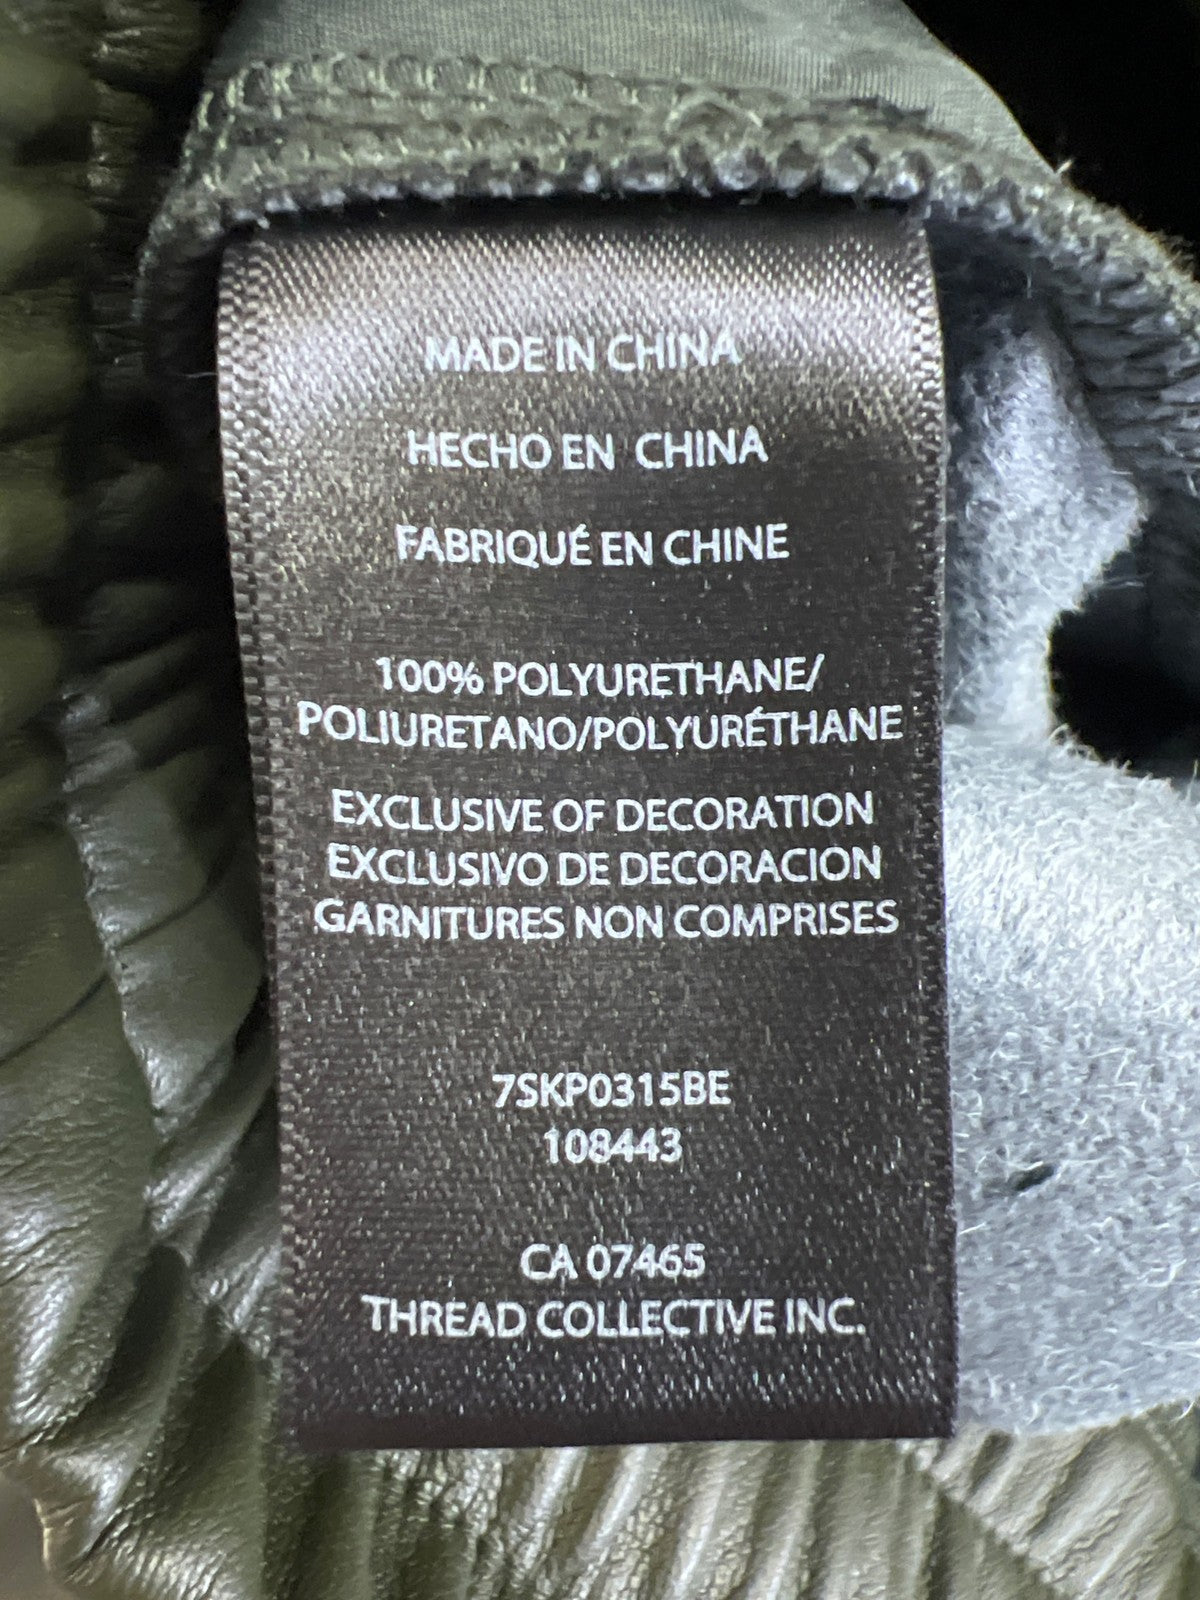 MADE IN CHINA
HECHO EN CHINA
FABRIQUÉ EN CHINE
100% POLYURETHANE/
POLIURETANO/POLYURÉTHANE
EXCLUSIVE OF DECORATION
EXCLUSIVO DE DECORACION
GARNITURES NON COMPRISES
7SKP0315BE
108443
CA 07465
THREAD COLLECTIVE INC.